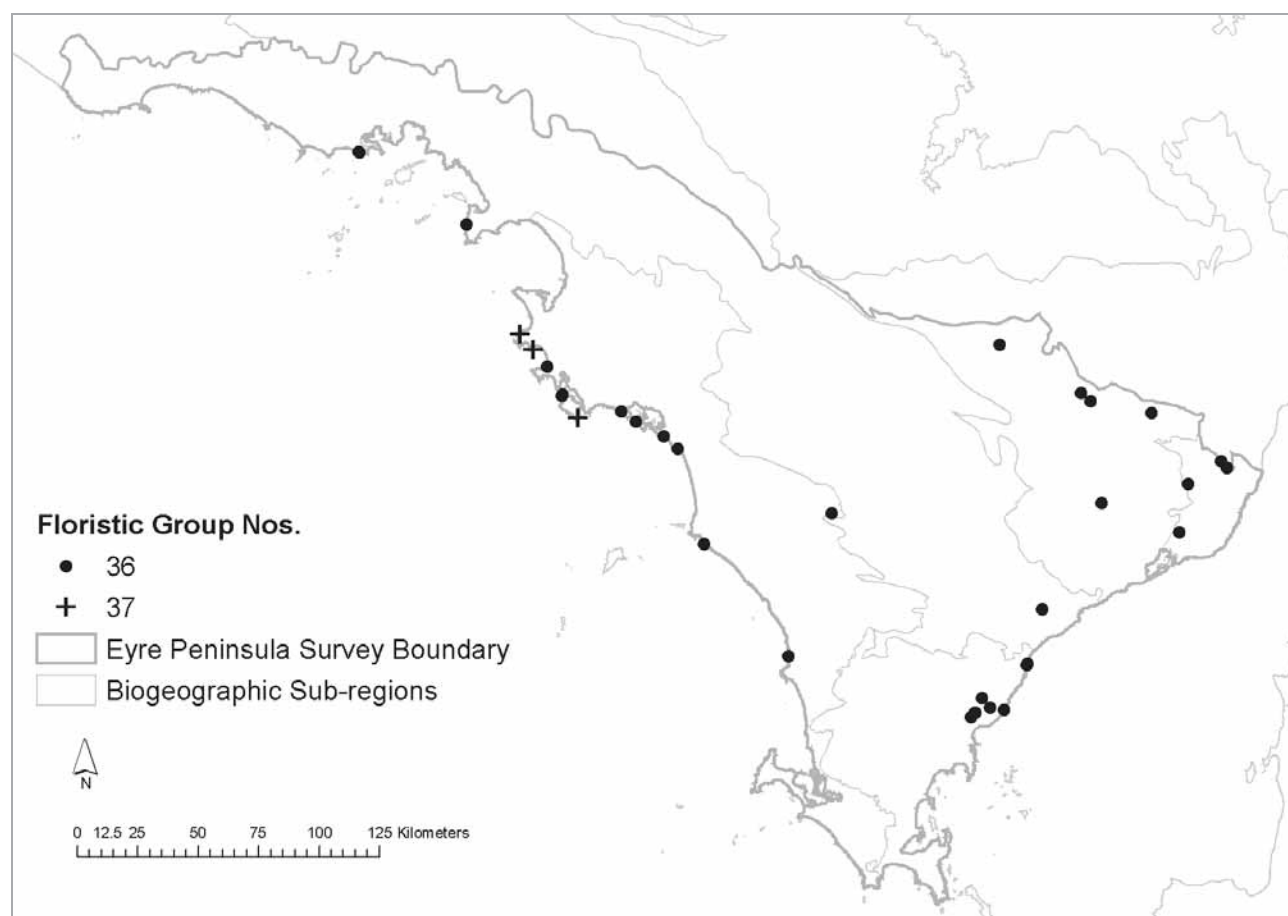 Floristic Group Nos.
36
37
Eyre Peninsula Survey Boundary
Biogeographic Sub-regions
N
0 12.5 25 50 75 100 125 Kilometers